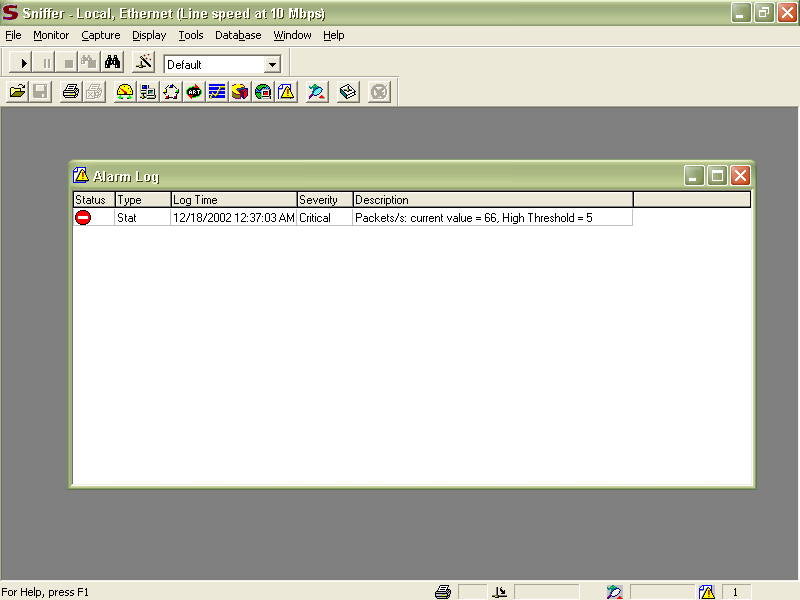 Sniffer - Local, Ethernet (Line speed at 10 Mbps)
File Monitor Capture Display Tools Database Window Help
Default
ART
Alarm Log
Status Type Log Time Severity Description
Stat 12/18/2002 12:37:03 AM Critical Packets/s: current value = 66, High Threshold = 5
For Help, press F1
1